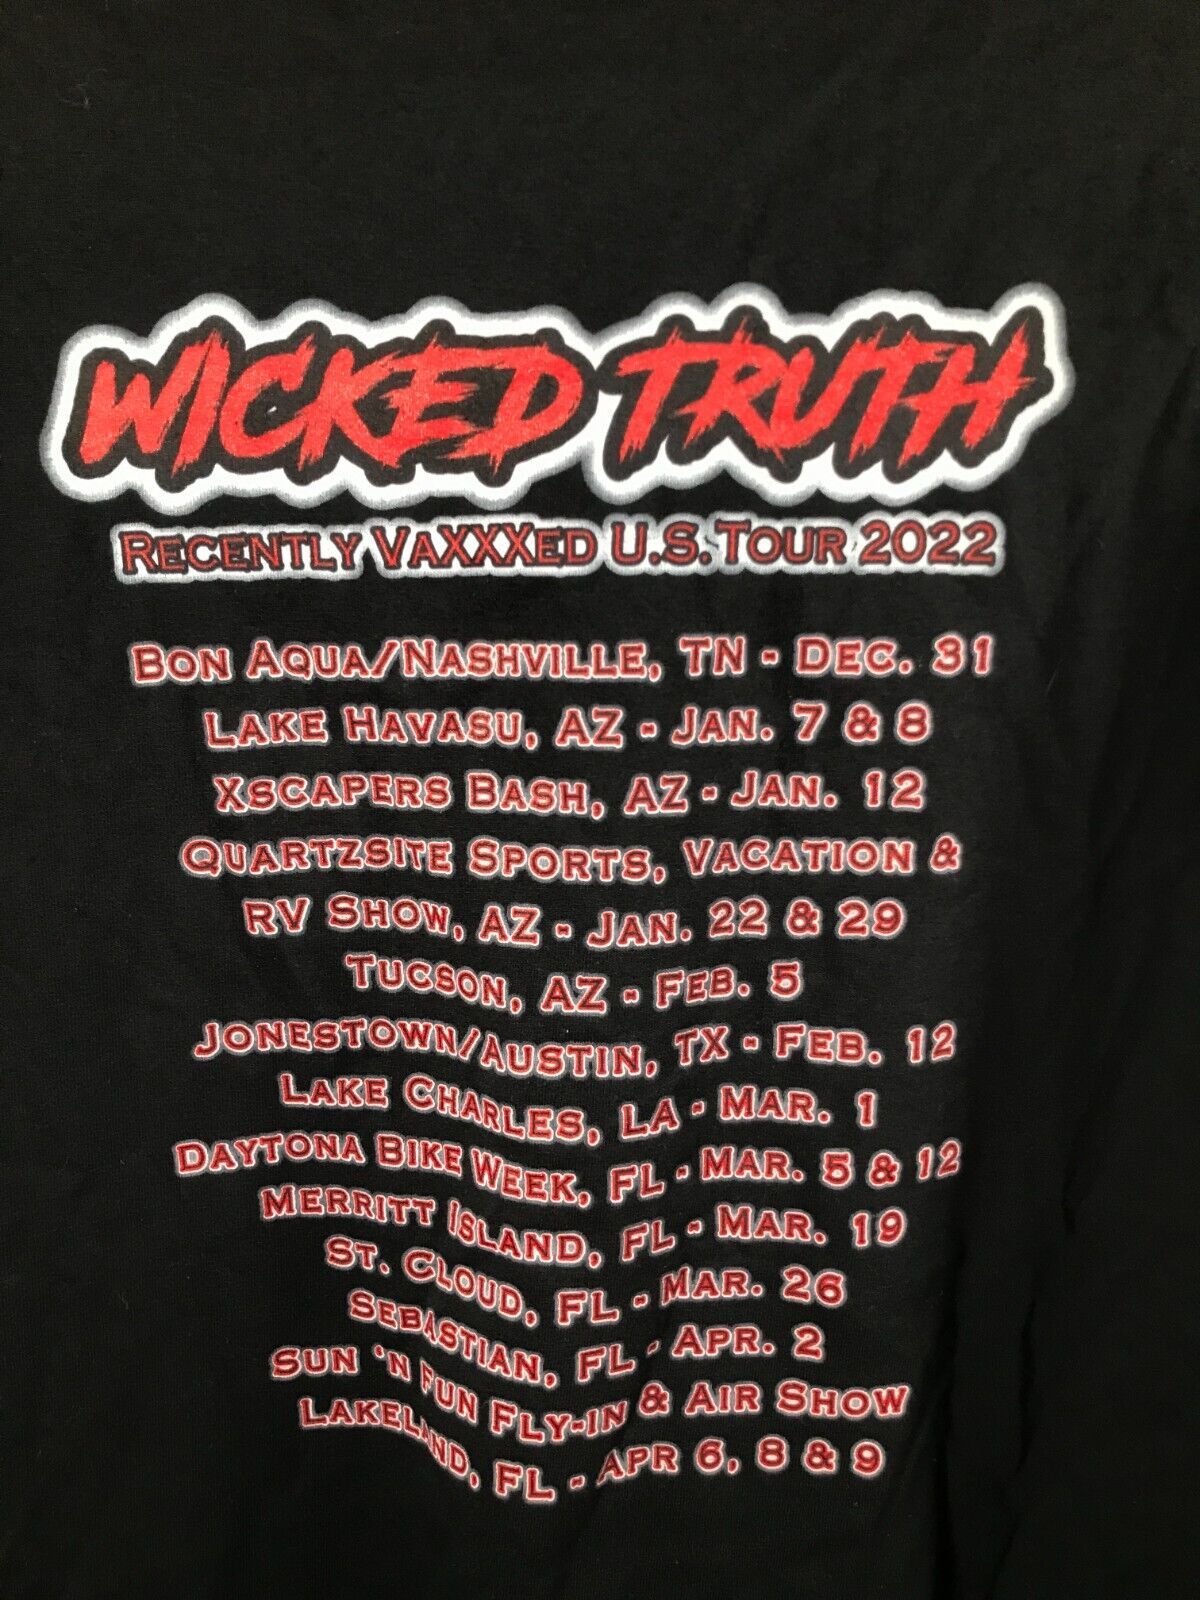 WICKED TRUTH
RECENTLY VAXXXED U.S. TOUR 2022
BON AQUA/NASHVILLE, TN - DEC. 31
LAKE HAVASU, AZ - JAN. 7 & 8
XSCAPERS BASH, AZ - JAN. 12
QUARTZSITE SPORTS, VACATION &
RV SHOW, AZ - JAN. 22 & 29
TUCSON, AZ - FEB. 5
JONESTOWN/AUSTIN, TX - FEB. 12
LAKE CHARLES, LA - MAR. 1
DAYTONA BIKE WEEK, FL - MAR. 5 & 12
MERRITT ISLAND, FL - MAR. 19
ST. CLOUD, FL - MAR. 26
SEBASTIAN, FL - APR. 2
SUN 'N FUN FLY-IN & AIR SHOW
LAKELAND, FL - APR 6, 8 & 9